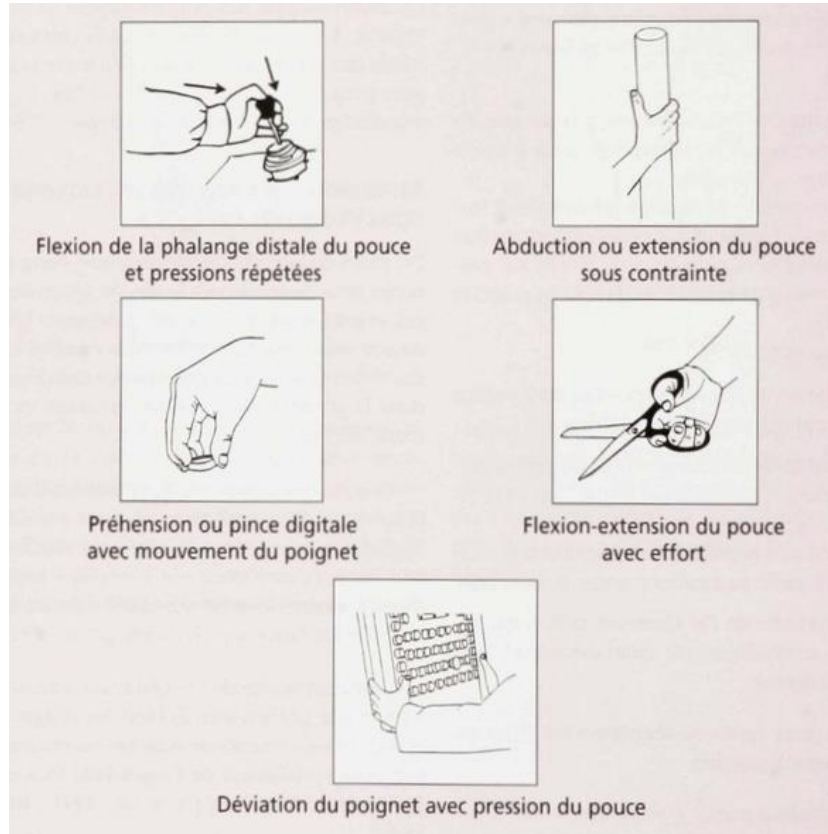 Flexion de la phalange distale du pouce
et pressions répétées
Abduction ou extension du pouce
sous contrainte
Préhension ou pince digitale
avec mouvement du poignet
Flexion-extension du pouce
avec effort
Déviation du poignet avec pression du pouce